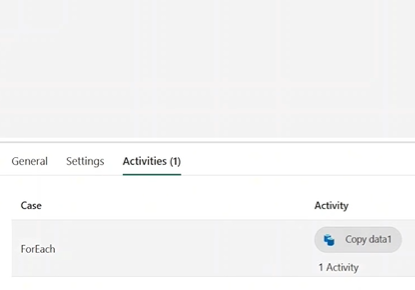 General Settings Activities (1)
Case Activity
ForEach Copy data1
1 Activity